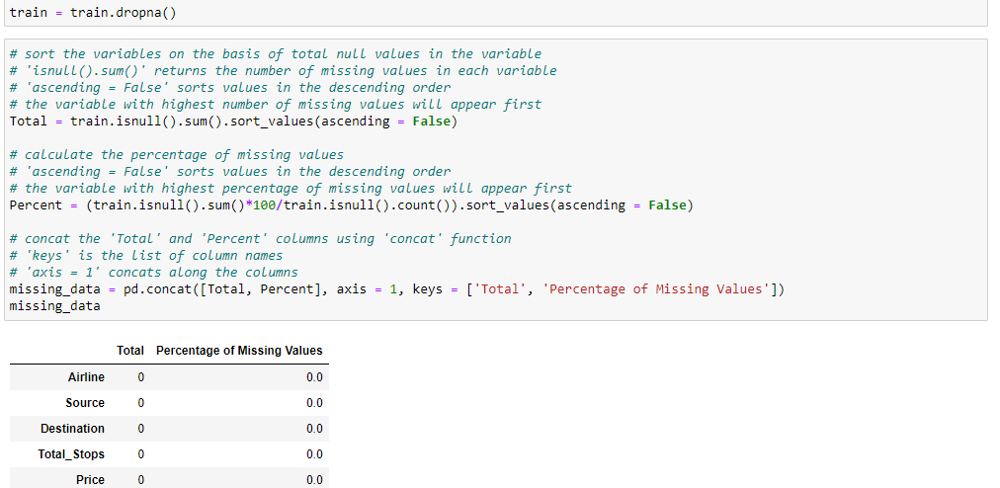 train = train.dropna()
# sort the variables on the basis of total null values in the variable
# 'isnull().sum()' returns the number of missing values in each variable
# 'ascending = False' sorts values in the descending order
# the variable with highest number of missing values will appear first
Total = train.isnull().sum().sort_values(ascending = False)
# calculate the percentage of missing values
# 'ascending = False' sorts values in the descending order
# the variable with highest percentage of missing values will appear first
Percent = (train.isnull().sum()*100/train.isnull().count()).sort_values(ascending = False)
# concat the 'Total' and 'Percent' columns using 'concat' function
# 'keys' is the list of column names
# 'axis = 1' concats along the columns
missing_data = pd.concat([Total, Percent], axis = 1, keys = ['Total', 'Percentage of Missing Values'])
missing_data
Total Percentage of Missing Values
Airline 0 0.0
Source 0 0.0
Destination 0 0.0
Total_Stops 0 0.0
Price 0 0.0